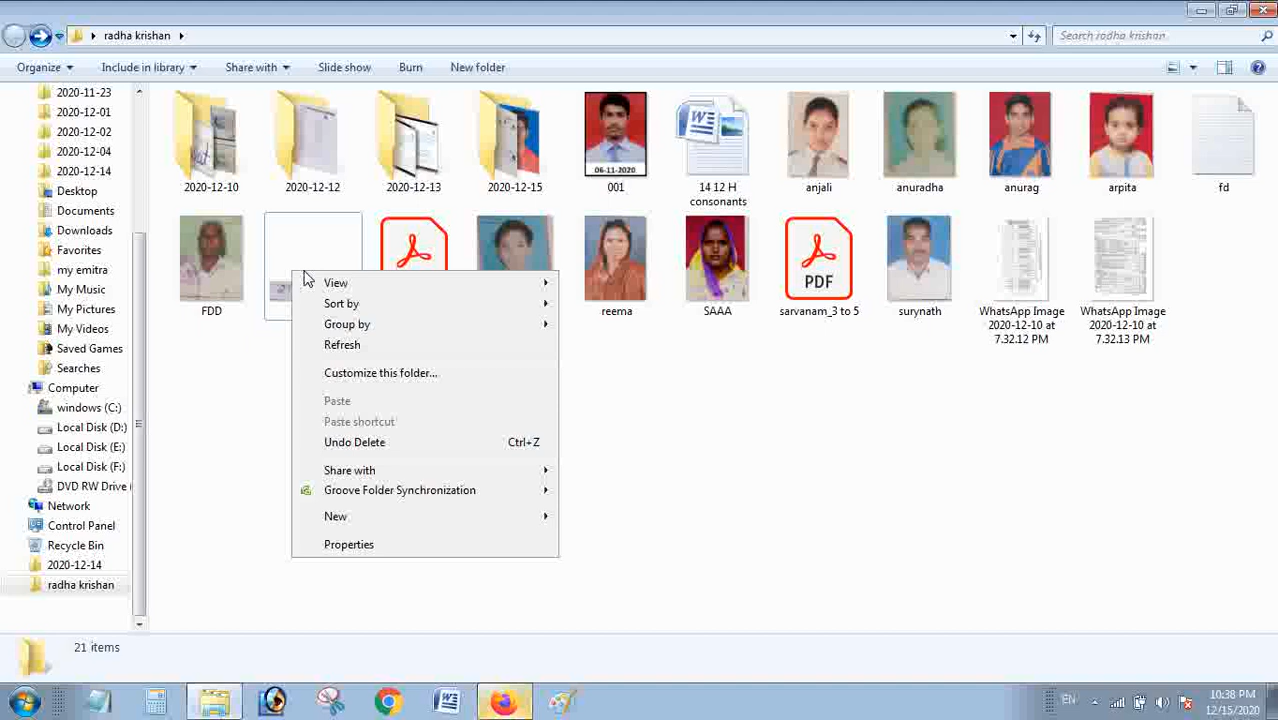 radha krishan
Search radha krishan
Organize
Include in library
Share with
Slide show
Burn
New folder
2020-11-23
2020-12-01
2020-12-02
2020-12-04
2020-12-14
Desktop
Documents
Downloads
Favorites
my emitra
My Music
My Pictures
My Videos
Saved Games
Searches
Computer
windows (C:)
Local Disk (D:)
Local Disk (E:)
Local Disk (F:)
DVD RW Drive (
Network
Control Panel
Recycle Bin
2020-12-14
radha krishan
2020-12-10
2020-12-12
2020-12-13
2020-12-15
06-11-2020
001
14 12 H
consonants
anjali
anuradha
anurag
arpita
fd
FDD
reema
SAAA
PDF
sarvanam_3 to 5
surynath
WhatsApp Image
2020-12-10 at
7.32.12 PM
WhatsApp Image
2020-12-10 at
7.32.13 PM
View
Sort by
Group by
Refresh
Customize this folder...
Paste
Paste shortcut
Undo Delete Ctrl+Z
Share with
Groove Folder Synchronization
New
Properties
21 items
EN
10:38 PM
12/15/2020